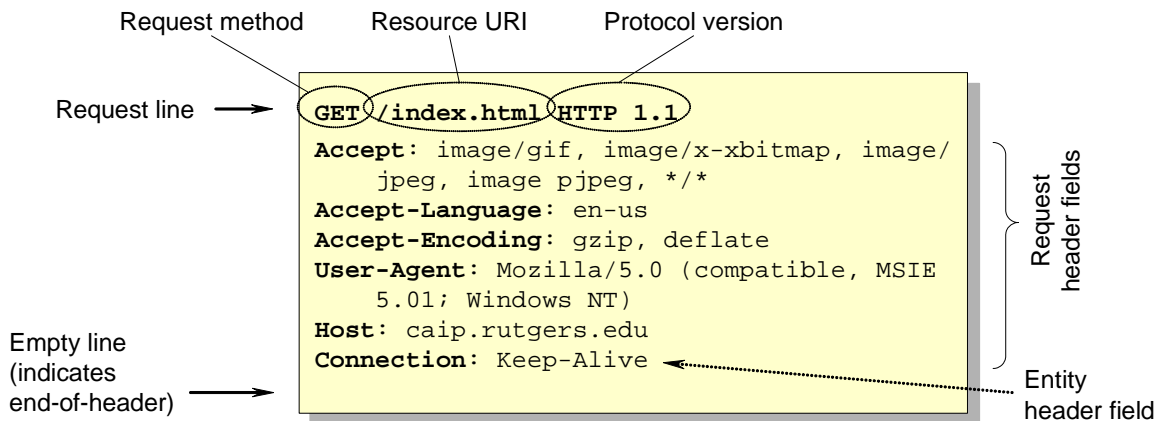 Request method
Resource URI
Protocol version
Request line
GET /index.html HTTP 1.1
Accept: image/gif, image/x-xbitmap, image/
jpeg, image pjpeg, */*
Accept-Language: en-us
Accept-Encoding: gzip, deflate
User-Agent: Mozilla/5.0 (compatible, MSIE
5.01; Windows NT)
Host: caip.rutgers.edu
Connection: Keep-Alive
Request
header fields
Empty line
(indicates
end-of-header)
Entity
header field